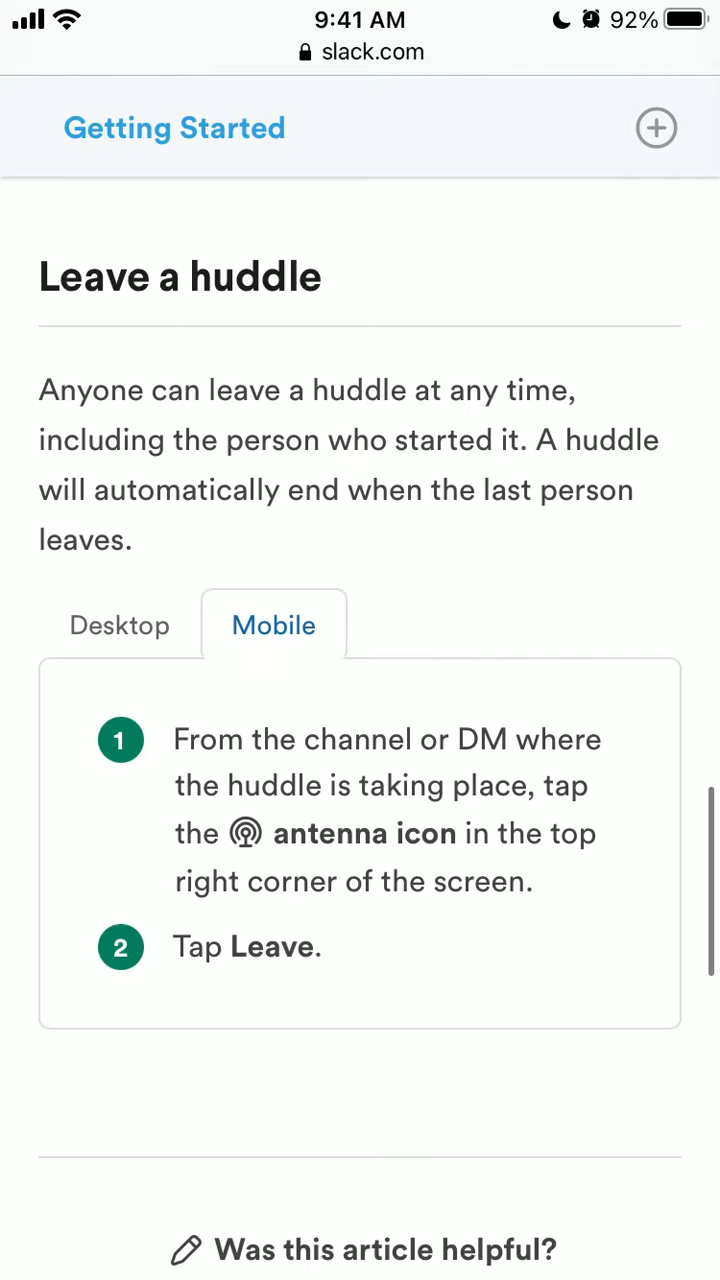 9:41 AM
92%
slack.com
Getting Started
Leave a huddle
Anyone can leave a huddle at any time,
including the person who started it. A huddle
will automatically end when the last person
leaves.
Desktop
Mobile
1 From the channel or DM where
the huddle is taking place, tap
the antenna icon in the top
right corner of the screen.
2 Tap Leave.
Was this article helpful?